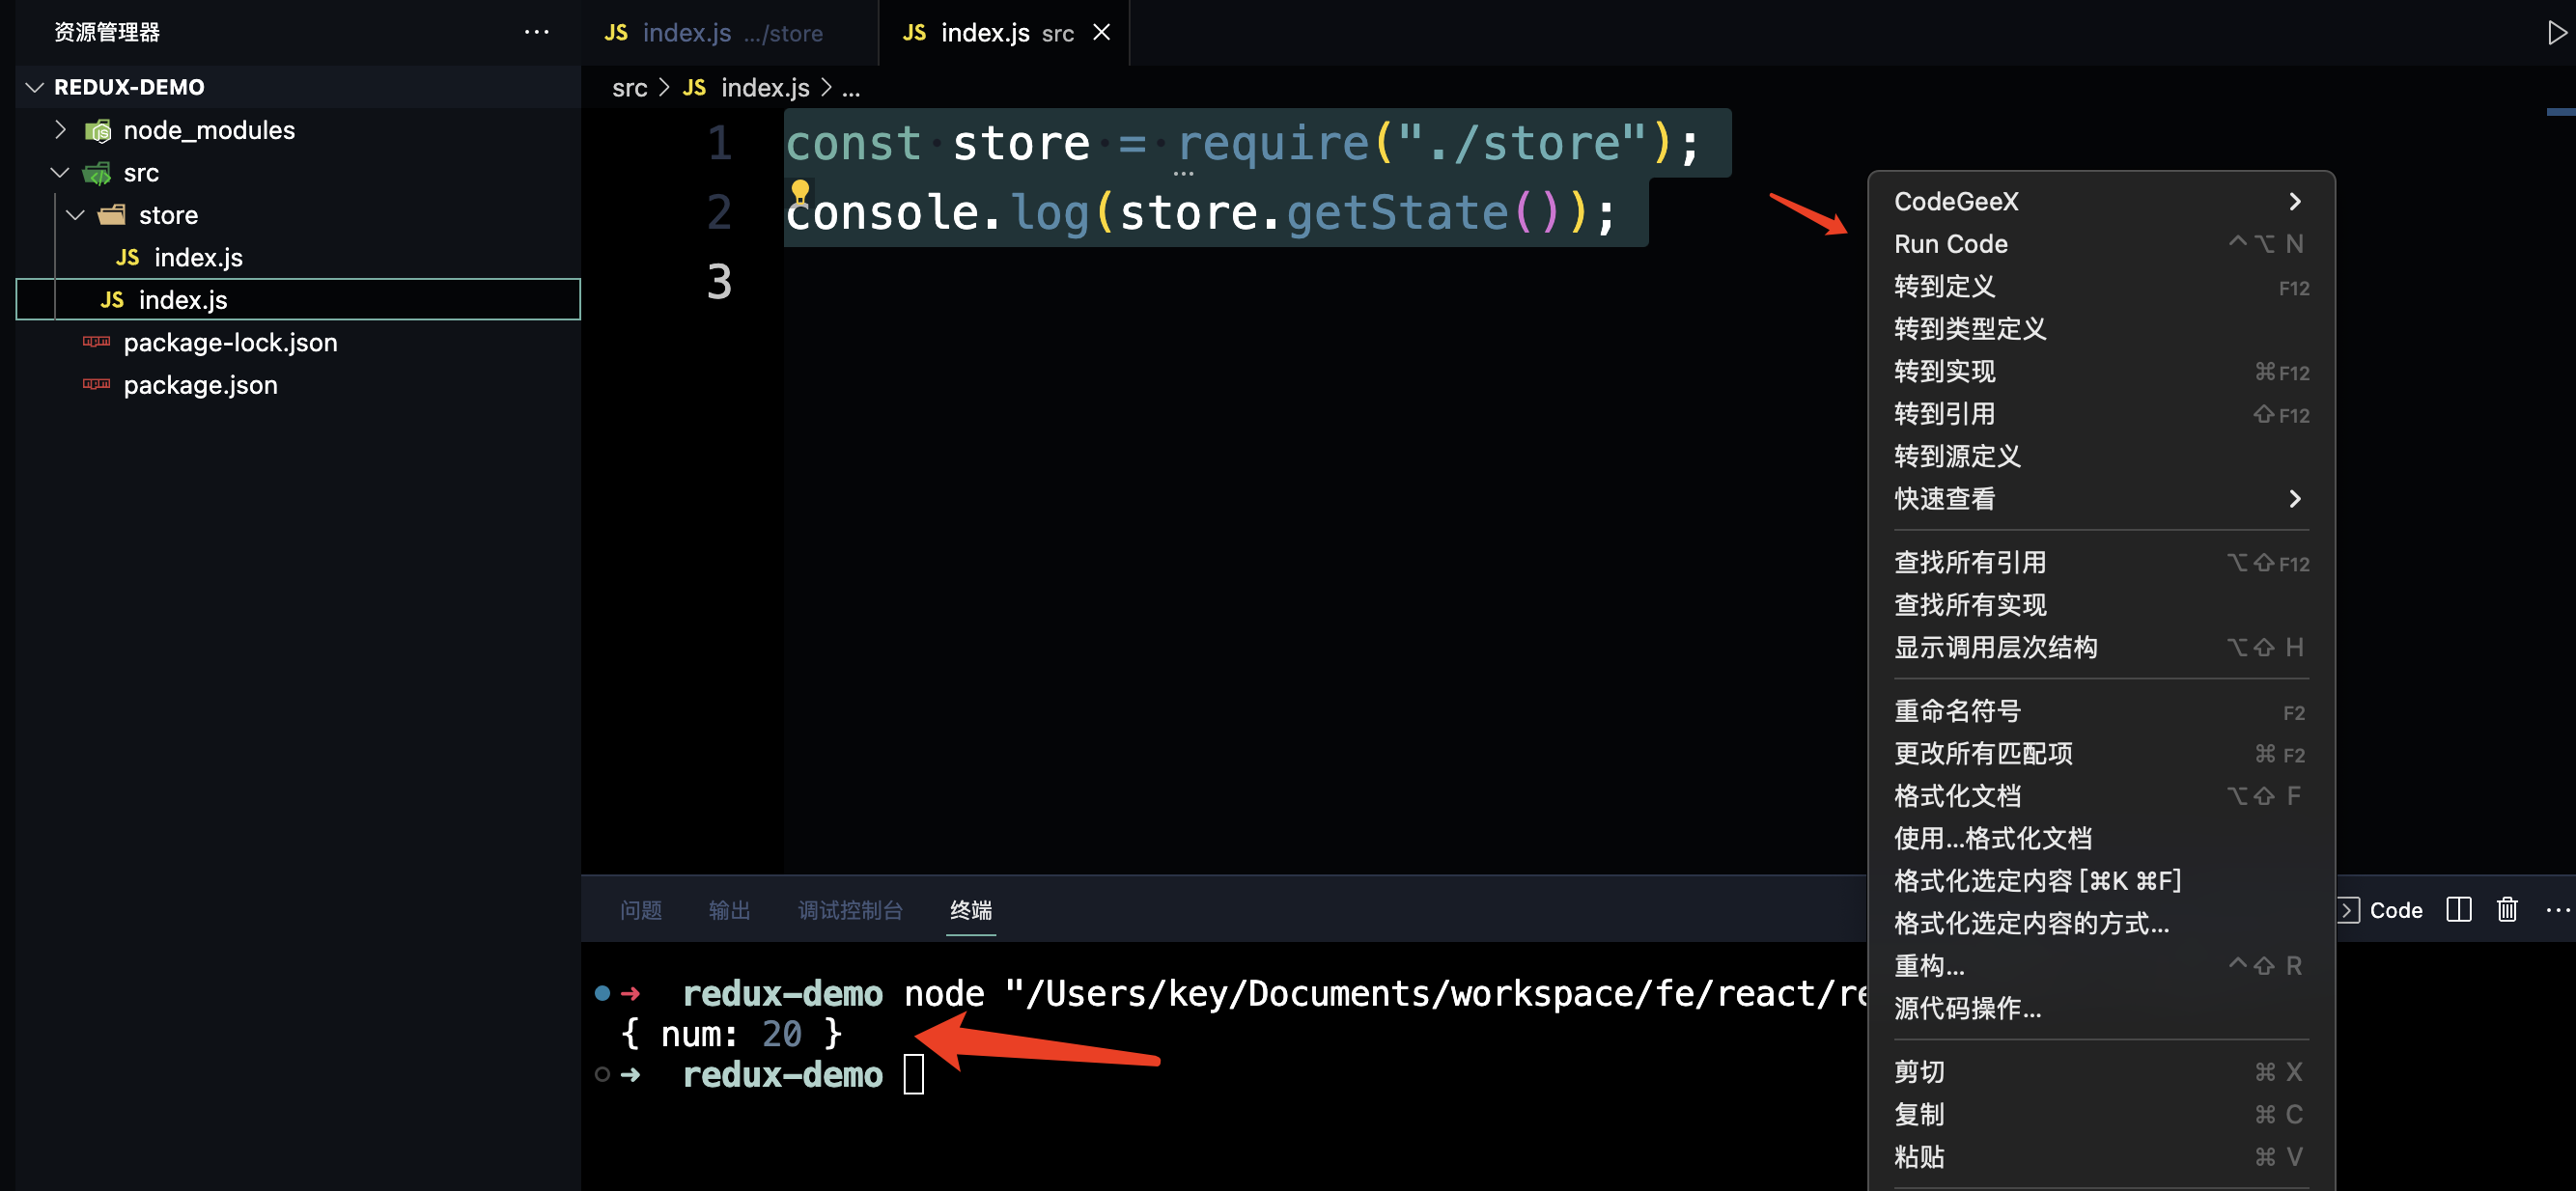 资源管理器
REDUX-DEMO
node_modules
src
store
JS index.js
JS index.js
package-lock.json
package.json
JS index.js .../store
JS index.js src
src > JS index.js > ...
1 const store = require("./store");
2 console.log(store.getState());
3
CodeGeeX
Run Code ^⌥ N
转到定义 F12
转到类型定义
转到实现 ⌘F12
转到引用 ⇧F12
转到源定义
快速查看
查找所有引用 ⌥⇧F12
查找所有实现
显示调用层次结构 ⌥⇧ H
重命名符号 F2
更改所有匹配项 ⌘ F2
格式化文档 ⌥⇧ F
使用...格式化文档
格式化选定内容 [⌘K ⌘F]
格式化选定内容的方式...
重构... ^⇧ R
源代码操作...
剪切 ⌘ X
复制 ⌘ C
粘贴 ⌘ V
问题 输出 调试控制台 终端
Code
➜ redux-demo node "/Users/key/Documents/workspace/fe/react/re
{ num: 20 }
➜ redux-demo